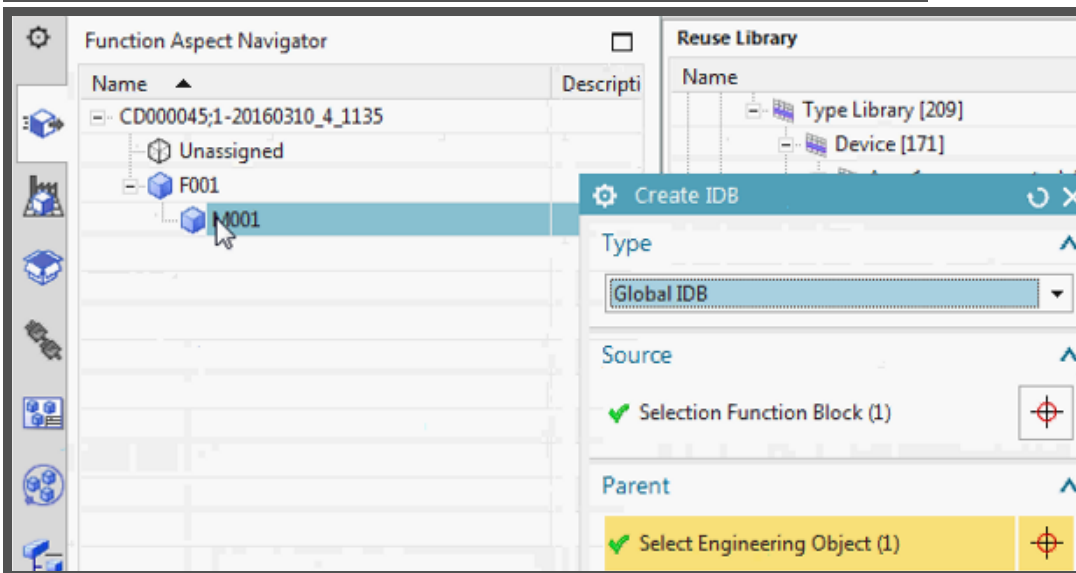 Function Aspect Navigator
Name
Descripti
CD000045;1-20160310_4_1135
Unassigned
F001
M001
Reuse Library
Name
Type Library [209]
Device [171]
Create IDB
Type
Global IDB
Source
Selection Function Block (1)
Parent
Select Engineering Object (1)